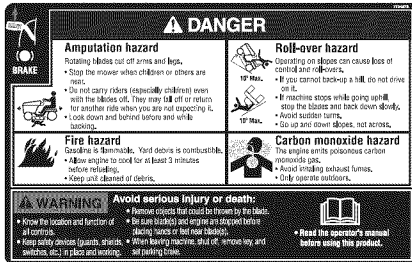 DANGER
BRAKE
Amputation hazard
Rotating blades cut off arms and legs.
• Stop the mower when children or others are
near.
• Do not carry riders (especially children) even
with the blades off. They may fall off or return
for another ride when you are not expecting it.
• Look down and behind before and while
backing.
10° Max.
10° Max.
Roll-over hazard
Operating on slopes can cause loss of
control and roll-overs.
• If you cannot back-up a hill, do not drive
on it.
• If machine stops while going uphill,
stop the blades and back down slowly.
• Avoid sudden turns.
• Go up and down slopes, not across.
Fire hazard
Gasoline is flammable. Yard debris is combustible.
• Allow engine to cool for at least 3 minutes
before refueling.
• Keep unit cleaned of debris.
Carbon monoxide hazard
The engine emits poisonous carbon
monoxide gas.
• Avoid inhaling exhaust fumes.
• Only operate outdoors.
WARNING
• Know the location and function of
all controls.
• Keep safety devices (guards, shields,
switches, etc.) in place and working.
Avoid serious injury or death:
• Remove objects that could be thrown by the blade.
• Be sure blade(s) and engine are stopped before
placing hands or feet near blade(s).
• When leaving machine, shut off, remove key, and
set parking brake.
• Read the operator's manual
before using this product.